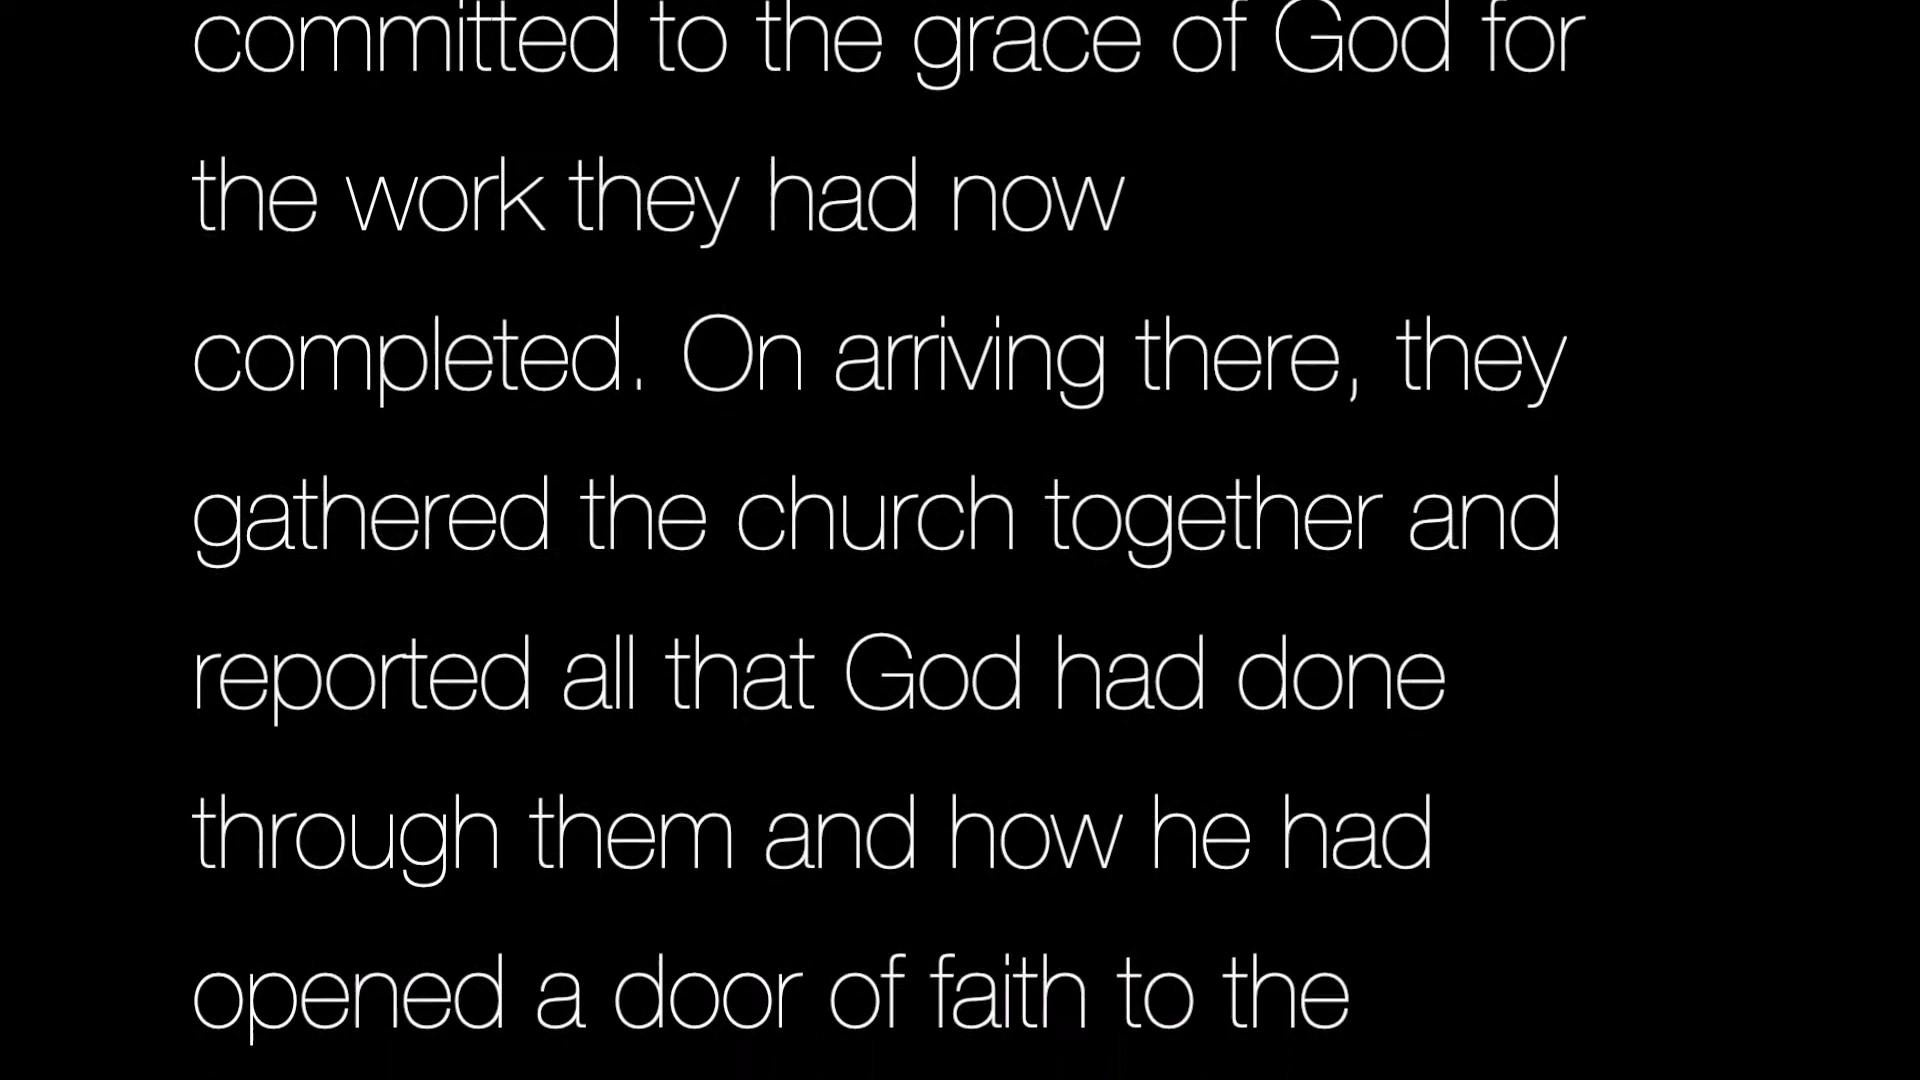 committed to the grace of God for
the work they had now
completed. On arriving there, they
gathered the church together and
reported all that God had done
through them and how he had
opened a door of faith to the